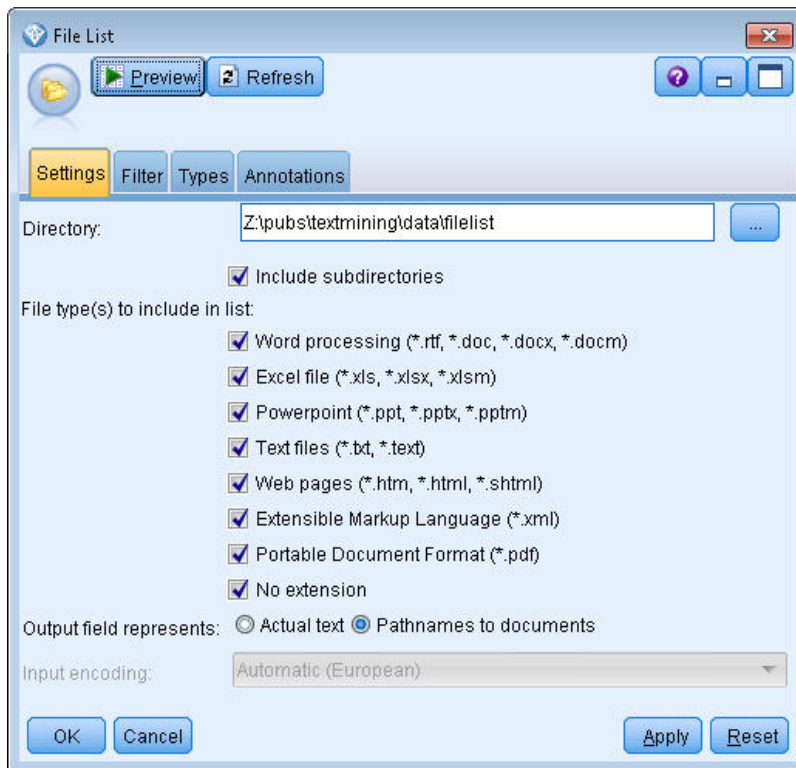 File List
Preview Refresh
Settings Filter Types Annotations
Directory: Z:\pubs\textmining\data\filelist ...
Include subdirectories
File type(s) to include in list:
Word processing (*.rtf, *.doc, *.docx, *.docm)
Excel file (*.xls, *.xlsx, *.xlsm)
Powerpoint (*.ppt, *.pptx, *.pptm)
Text files (*.txt, *.text)
Web pages (*.htm, *.html, *.shtml)
Extensible Markup Language (*.xml)
Portable Document Format (*.pdf)
No extension
Output field represents: Actual text Pathnames to documents
Input encoding: Automatic (European)
OK Cancel Apply Reset